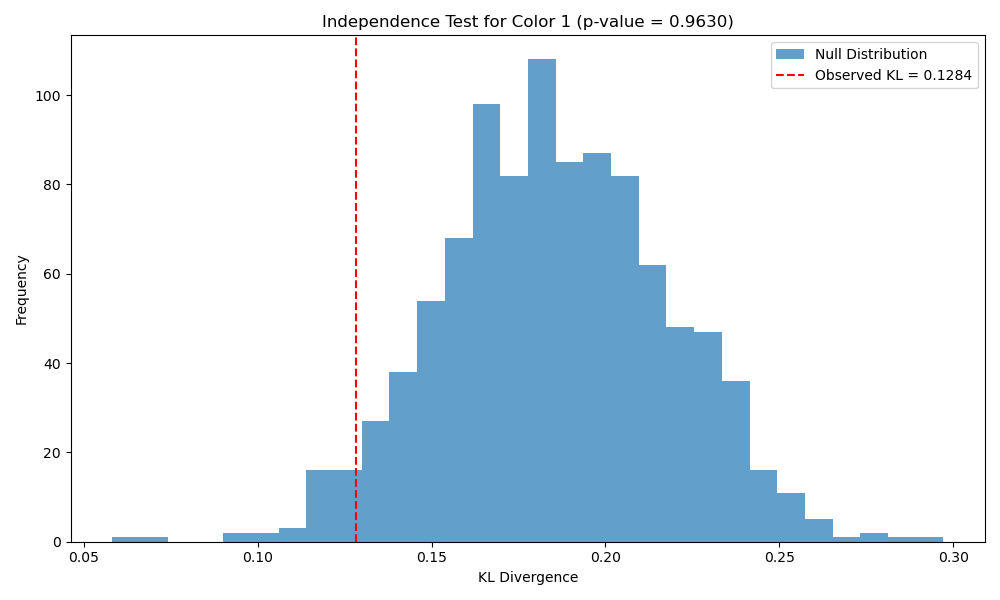 Independence Test for Color 1 (p-value = 0.9630)
Null Distribution
Observed KL = 0.1284
Frequency
100
80
60
40
20
0
0.05 0.10 0.15 0.20 0.25 0.30
KL Divergence